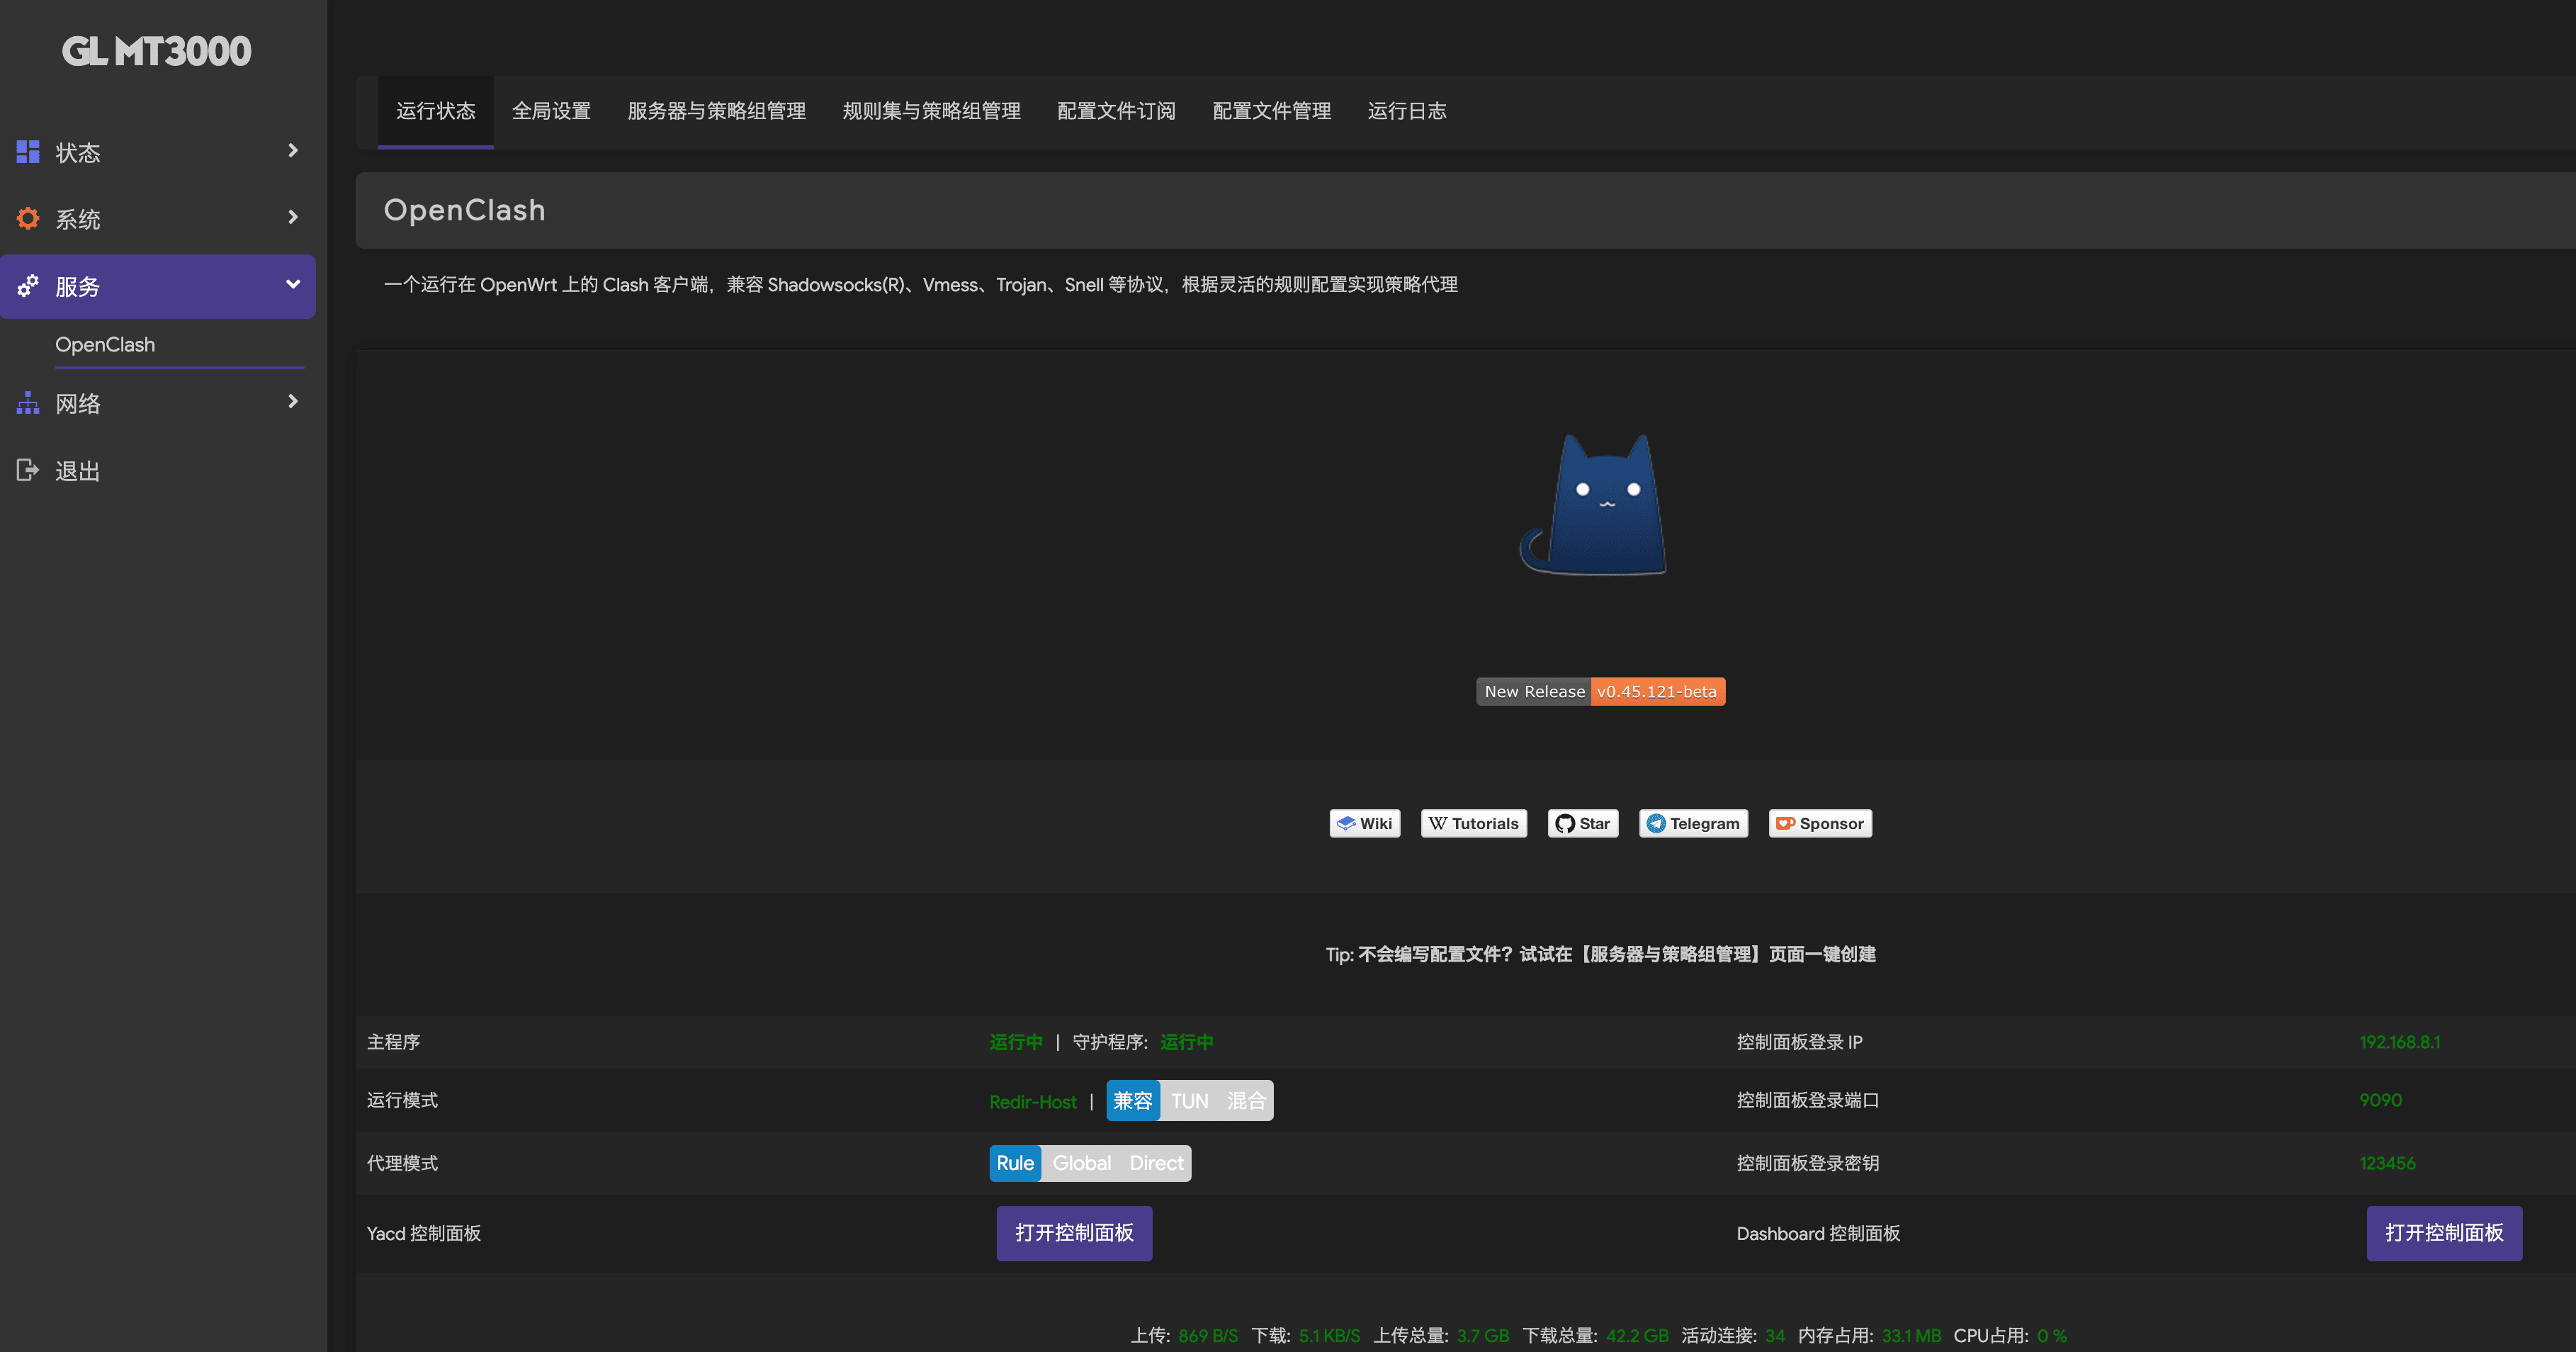 GL MT3000
状态
系统
服务
OpenClash
网络
退出
运行状态 全局设置 服务器与策略组管理 规则集与策略组管理 配置文件订阅 配置文件管理 运行日志
OpenClash
一个运行在 OpenWrt 上的 Clash 客户端，兼容 Shadowsocks(R)、Vmess、Trojan、Snell 等协议，根据灵活的规则配置实现策略代理
New Release v0.45.121-beta
Wiki Tutorials Star Telegram Sponsor
Tip: 不会编写配置文件？试试在【服务器与策略组管理】页面一键创建
主程序 运行中 | 守护程序: 运行中 控制面板登录 IP 192.168.8.1
运行模式 Redir-Host | 兼容 TUN 混合 控制面板登录端口 9090
代理模式 Rule Global Direct 控制面板登录密钥 123456
Yacd 控制面板 打开控制面板 Dashboard 控制面板 打开控制面板
上传: 869 B/S 下载: 5.1 KB/S 上传总量: 3.7 GB 下载总量: 42.2 GB 活动连接: 34 内存占用: 33.1 MB CPU占用: 0 %